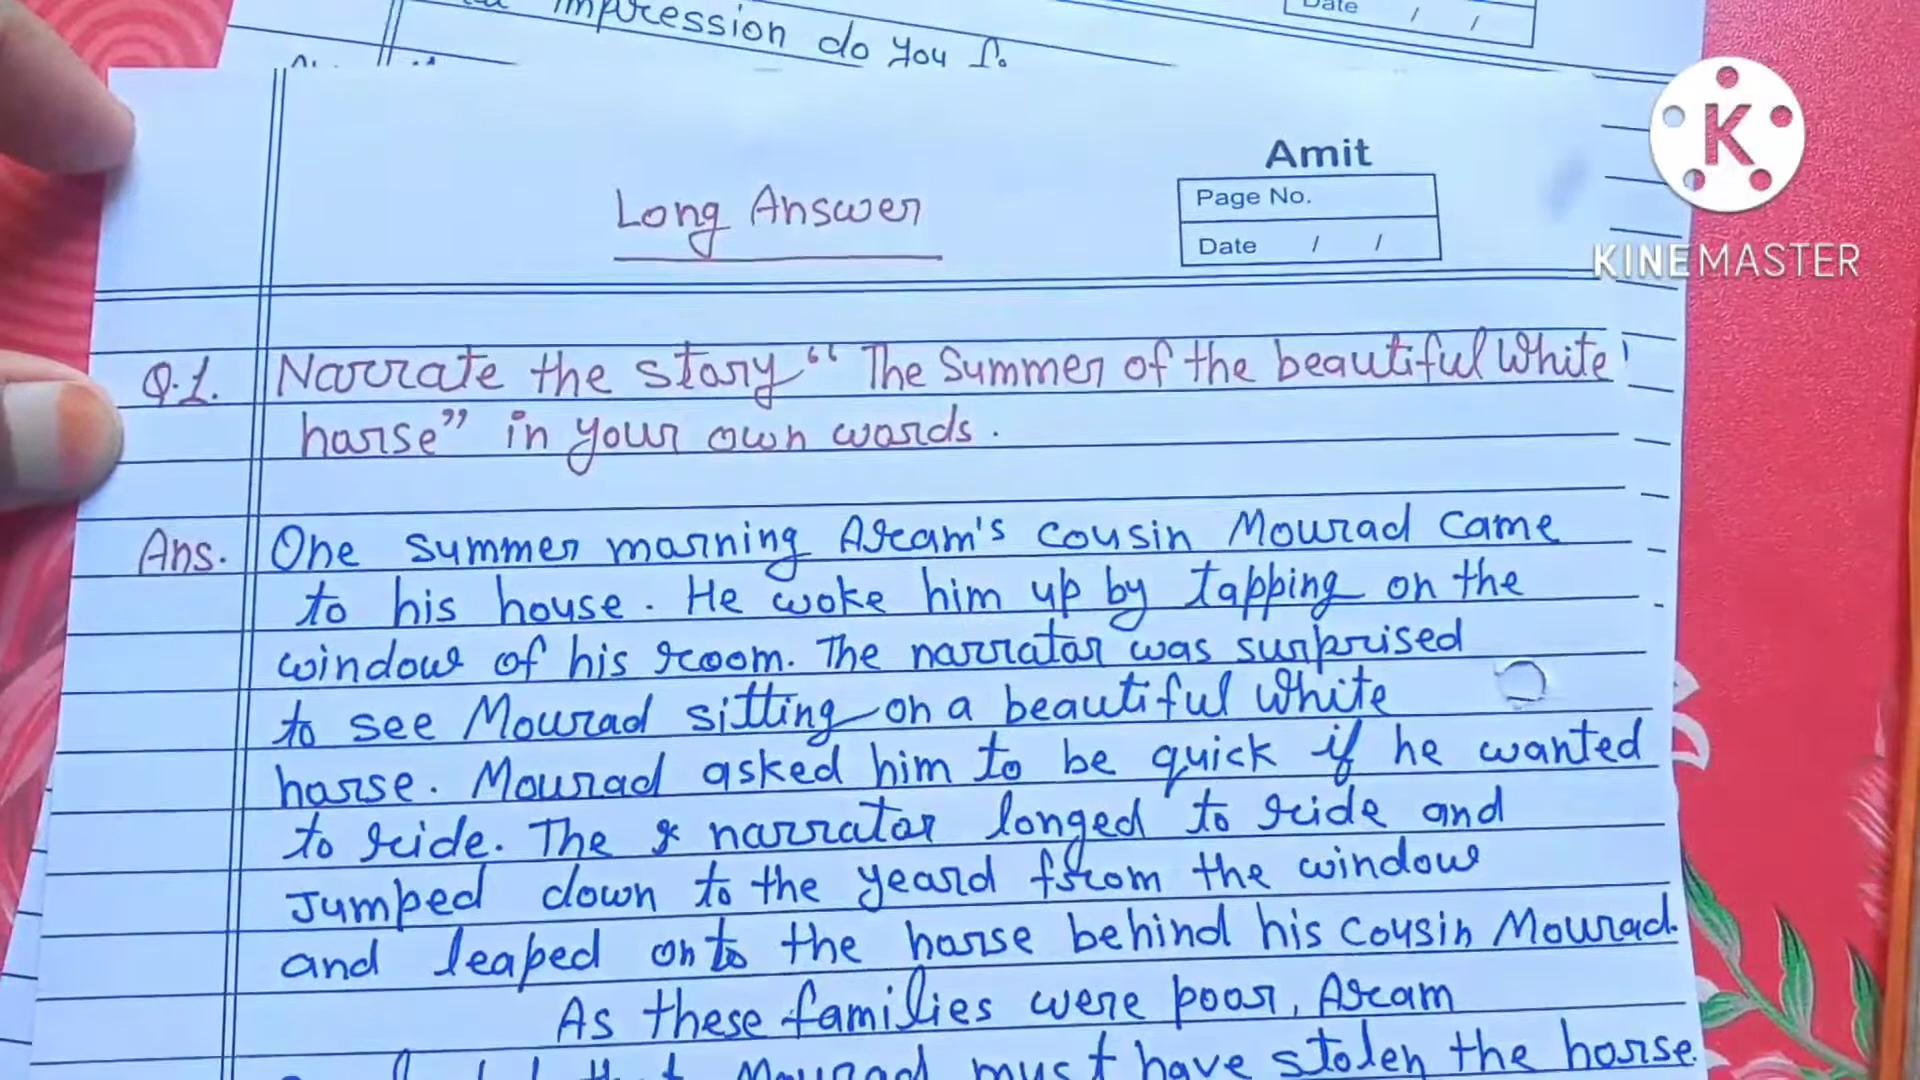 impression do you
Date / /
Amit
Page No.
Date / /
Long Answer
KINEMASTER
Q.1. Narrate the story "The Summer of the beautiful White
horse" in your own words.
Ans. One summer morning Aram's cousin Mourad came
to his house. He woke him up by tapping on the
window of his room. The narrator was surprised
to see Mourad sitting on a beautiful White
horse. Mourad asked him to be quick if he wanted
to ride. The narrator longed to ride and
Jumped down to the yeard from the window
and leaped onto the horse behind his cousin Mourad.
As these families were poor, Aram
Mourad must have stolen the horse.